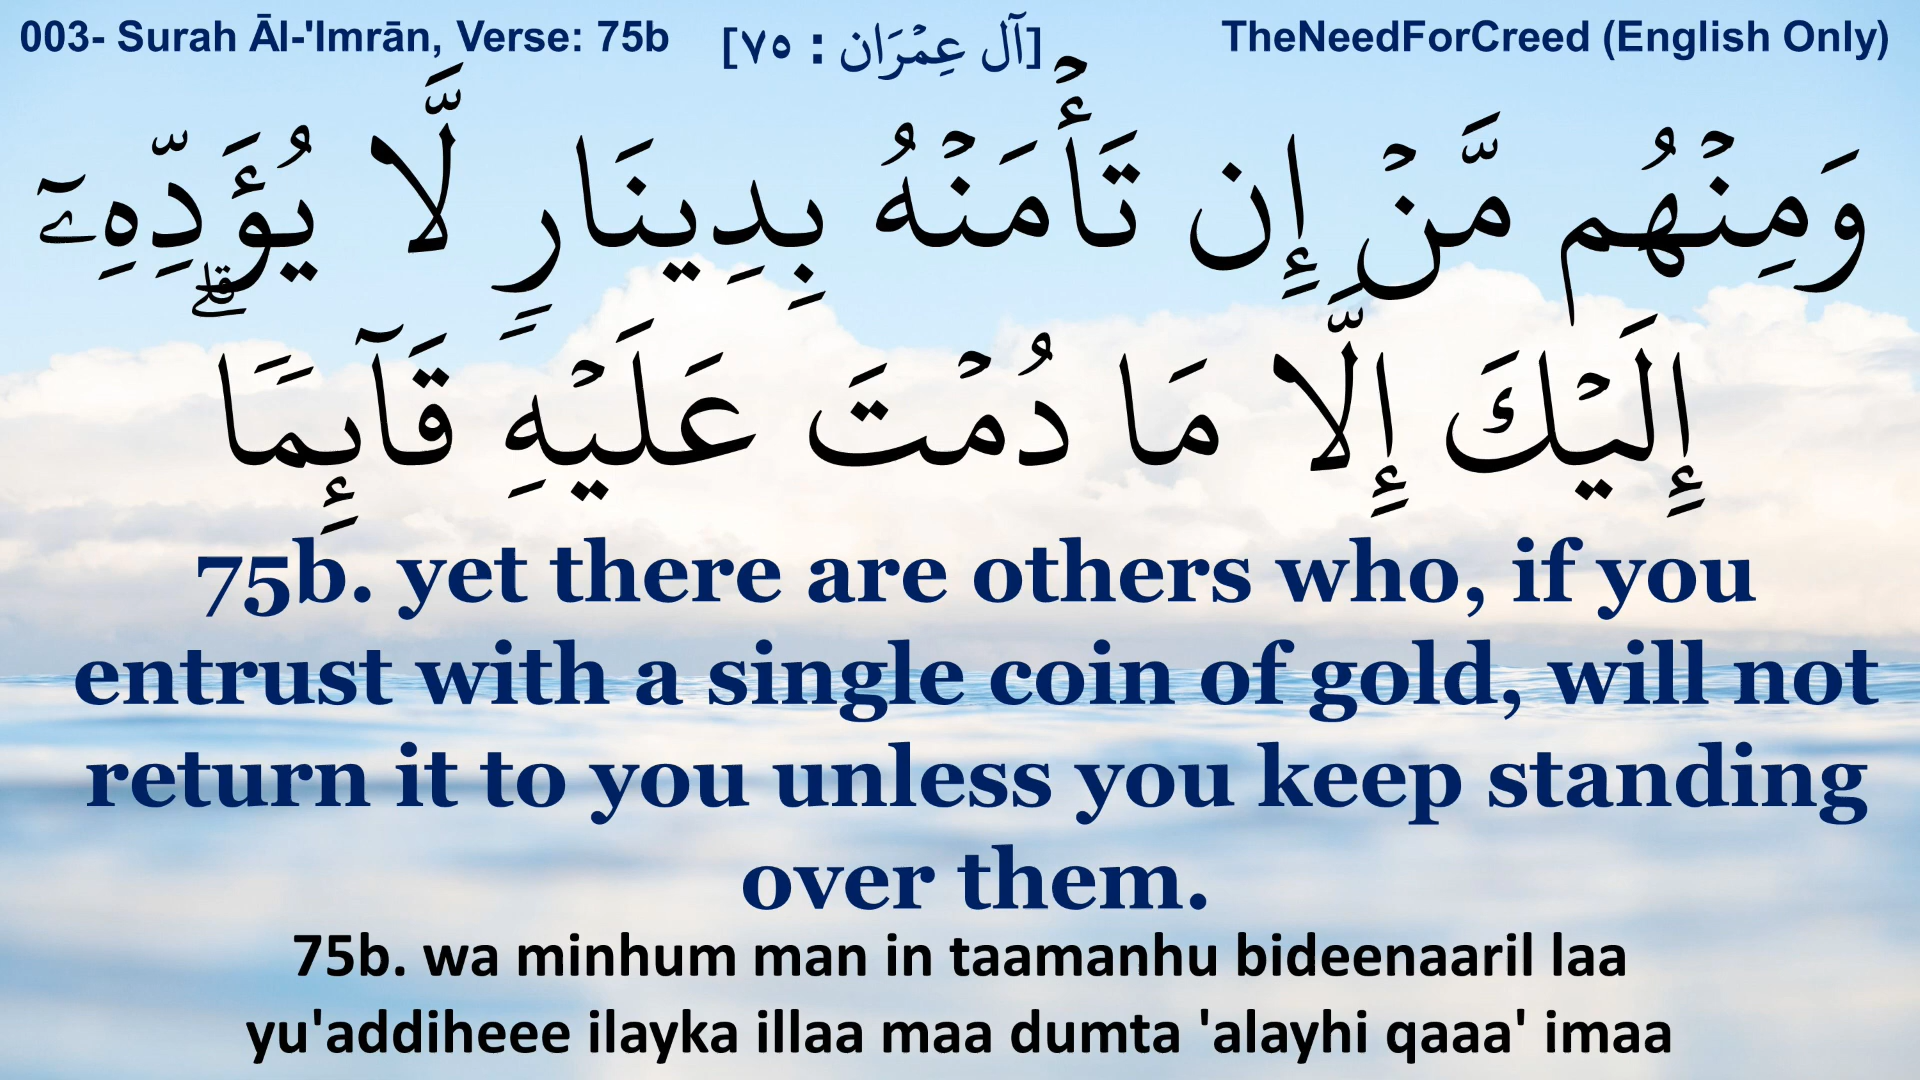 003- Surah Āl-'Imrān, Verse: 75b [آل عِمْرَان : ٧٥] TheNeedForCreed (English Only)
وَمِنْهُم مَّنْ إِن تَأْمَنْهُ بِدِينَارٍ لَّا يُؤَدِّهِۦٓ
إِلَيْكَ إِلَّا مَا دُمْتَ عَلَيْهِ قَآئِمًا ۗ
75b. yet there are others who, if you
entrust with a single coin of gold, will not
return it to you unless you keep standing
over them.
75b. wa minhum man in taamanhu bideenaaril laa
yu'addiheee ilayka illaa maa dumta 'alayhi qaaa' imaa